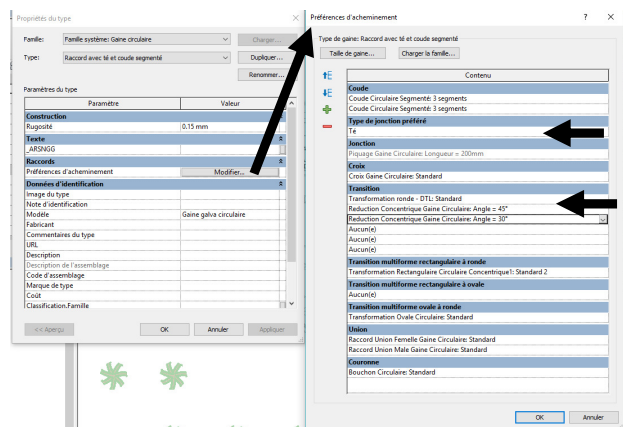 Propriétés du type
Famille: Famille système: Gaine circulaire Charger...
Type: Raccord avec té et coude segmenté Dupliquer...
Renommer...
Paramètres du type
Paramètre Valeur
Construction
Rugosité 0.15 mm
Texte
_ARSNGG
Raccords
Préférences d'acheminement Modifier...
Données d'identification
Image du type
Note d'identification
Modèle Gaine galva circulaire
Fabricant
Commentaires du type
URL
Description
Description de l'assemblage
Code d'assemblage
Marque de type
Coût
Classification.Famille
<< Aperçu OK Annuler Appliquer
Préférences d'acheminement ? ×
Type de gaine: Raccord avec té et coude segmenté
Taille de gaine... Charger la famille...
Contenu
Coude
Coude Circulaire Segmenté: 3 segments
Coude Circulaire Segmenté: 3 segments
Type de jonction préféré
Té
Jonction
Piquage Gaine Circulaire: Longueur = 200mm
Croix
Croix Gaine Circulaire: Standard
Transition
Transformation ronde - DTL: Standard
Reduction Concentrique Gaine Circulaire: Angle = 45°
Reduction Concentrique Gaine Circulaire: Angle = 30°
Aucun(e)
Aucun(e)
Aucun(e)
Transition multiforme rectangulaire à ronde
Transformation Rectangulaire Circulaire Concentrique1: Standard 2
Transition multiforme rectangulaire à ovale
Aucun(e)
Transition multiforme ovale à ronde
Transformation Ovale Circulaire: Standard
Union
Raccord Union Femelle Gaine Circulaire: Standard
Raccord Union Male Gaine Circulaire: Standard
Couronne
Bouchon Circulaire: Standard
OK Annuler